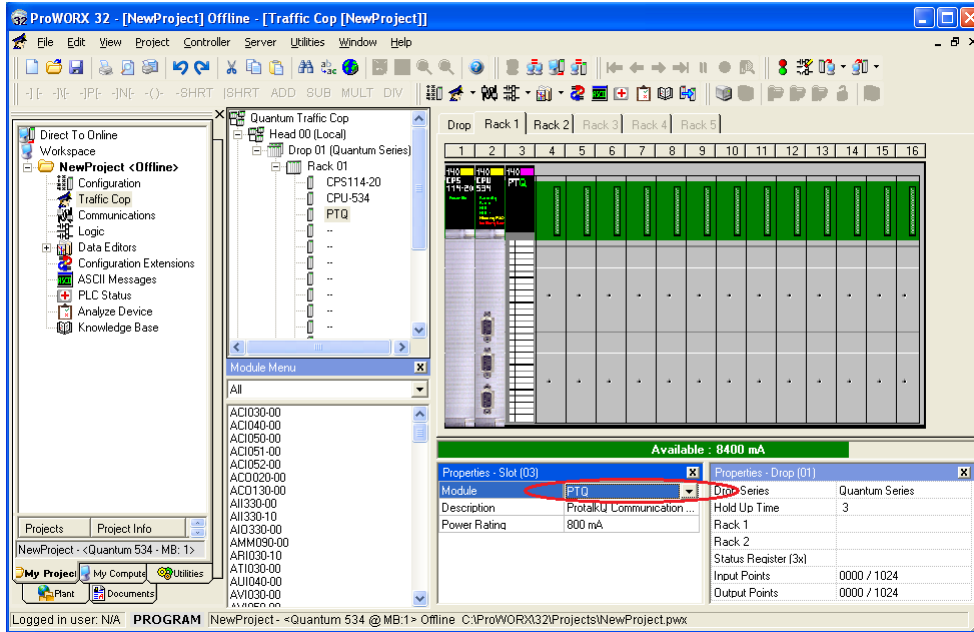 ProWORX 32 - [NewProject] Offline - [Traffic Cop [NewProject]]
File Edit View Project Controller Server Utilities Window Help
-] [- -]N[- -]P[- -]N[- -( )- -SHRT |SHRT ADD SUB MULT DIV
Direct To Online
Workspace
NewProject <Offline>
Configuration
Traffic Cop
Communications
Logic
Data Editors
Configuration Extensions
ASCII Messages
PLC Status
Analyze Device
Knowledge Base
Projects Project Info
NewProject - <Quantum 534 - MB: 1>
My Projec My Compute Utilities
Plant Documents
Quantum Traffic Cop
Head 00 (Local)
Drop 01 (Quantum Series)
Rack 01
CPS114-20
CPU-534
PTQ
--
--
--
--
--
--
--
Module Menu
All
ACI030-00
ACI040-00
ACI050-00
ACI051-00
ACI052-00
ACO020-00
ACO130-00
AII330-00
AII330-10
AIO330-00
AMM090-00
ARI030-10
ATI030-00
AUI040-00
AVI030-00
AVI050-00
Drop Rack 1 Rack 2 Rack 3 Rack 4 Rack 5
1 2 3 4 5 6 7 8 9 10 11 12 13 14 15 16
140 140 140
CPS CPU PTQ
114-20 534
Available : 8400 mA
Properties - Slot (03)
Module PTQ
Description ProtalkQ Communication ...
Power Rating 800 mA
Properties - Drop (01)
Drop Series Quantum Series
Hold Up Time 3
Rack 1
Rack 2
Status Register (3x)
Input Points 0000 / 1024
Output Points 0000 / 1024
Logged in user: N/A PROGRAM NewProject - <Quantum 534 @ MB:1> Offline C:\ProWORX32\Projects\NewProject.pwx